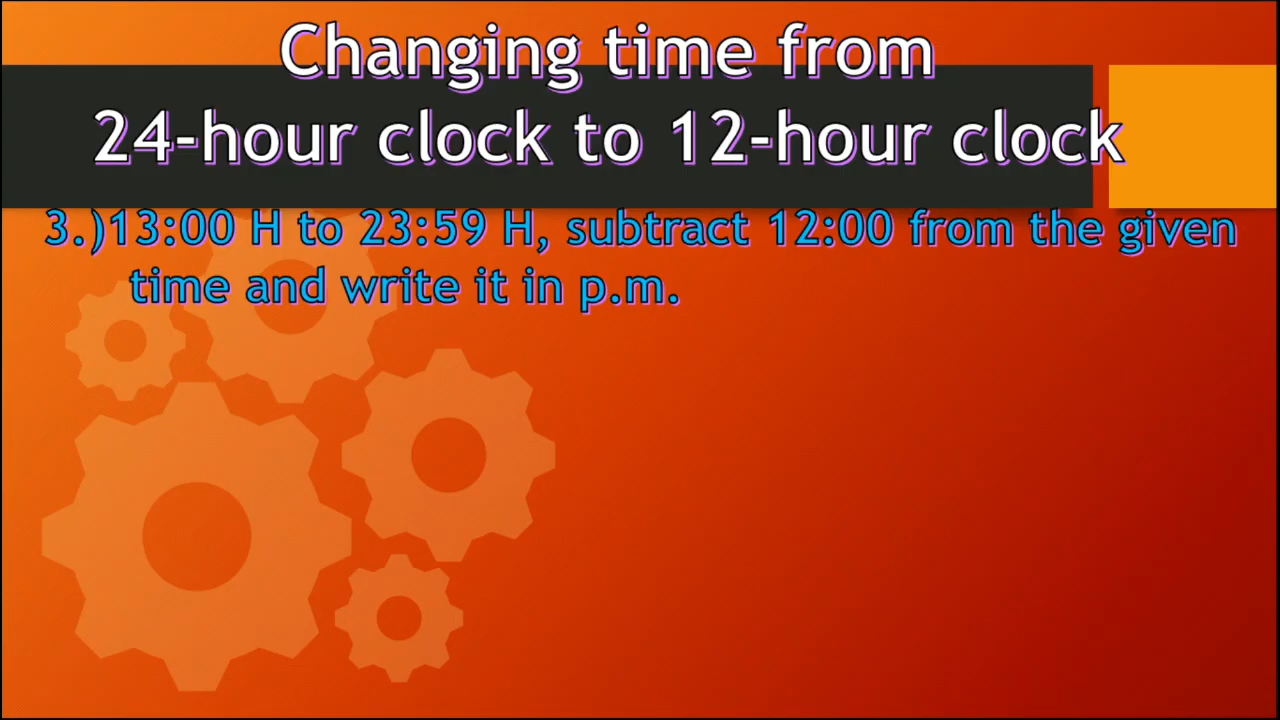 Changing time from
24-hour clock to 12-hour clock
3.)13:00 H to 23:59 H, subtract 12:00 from the given
time and write it in p.m.